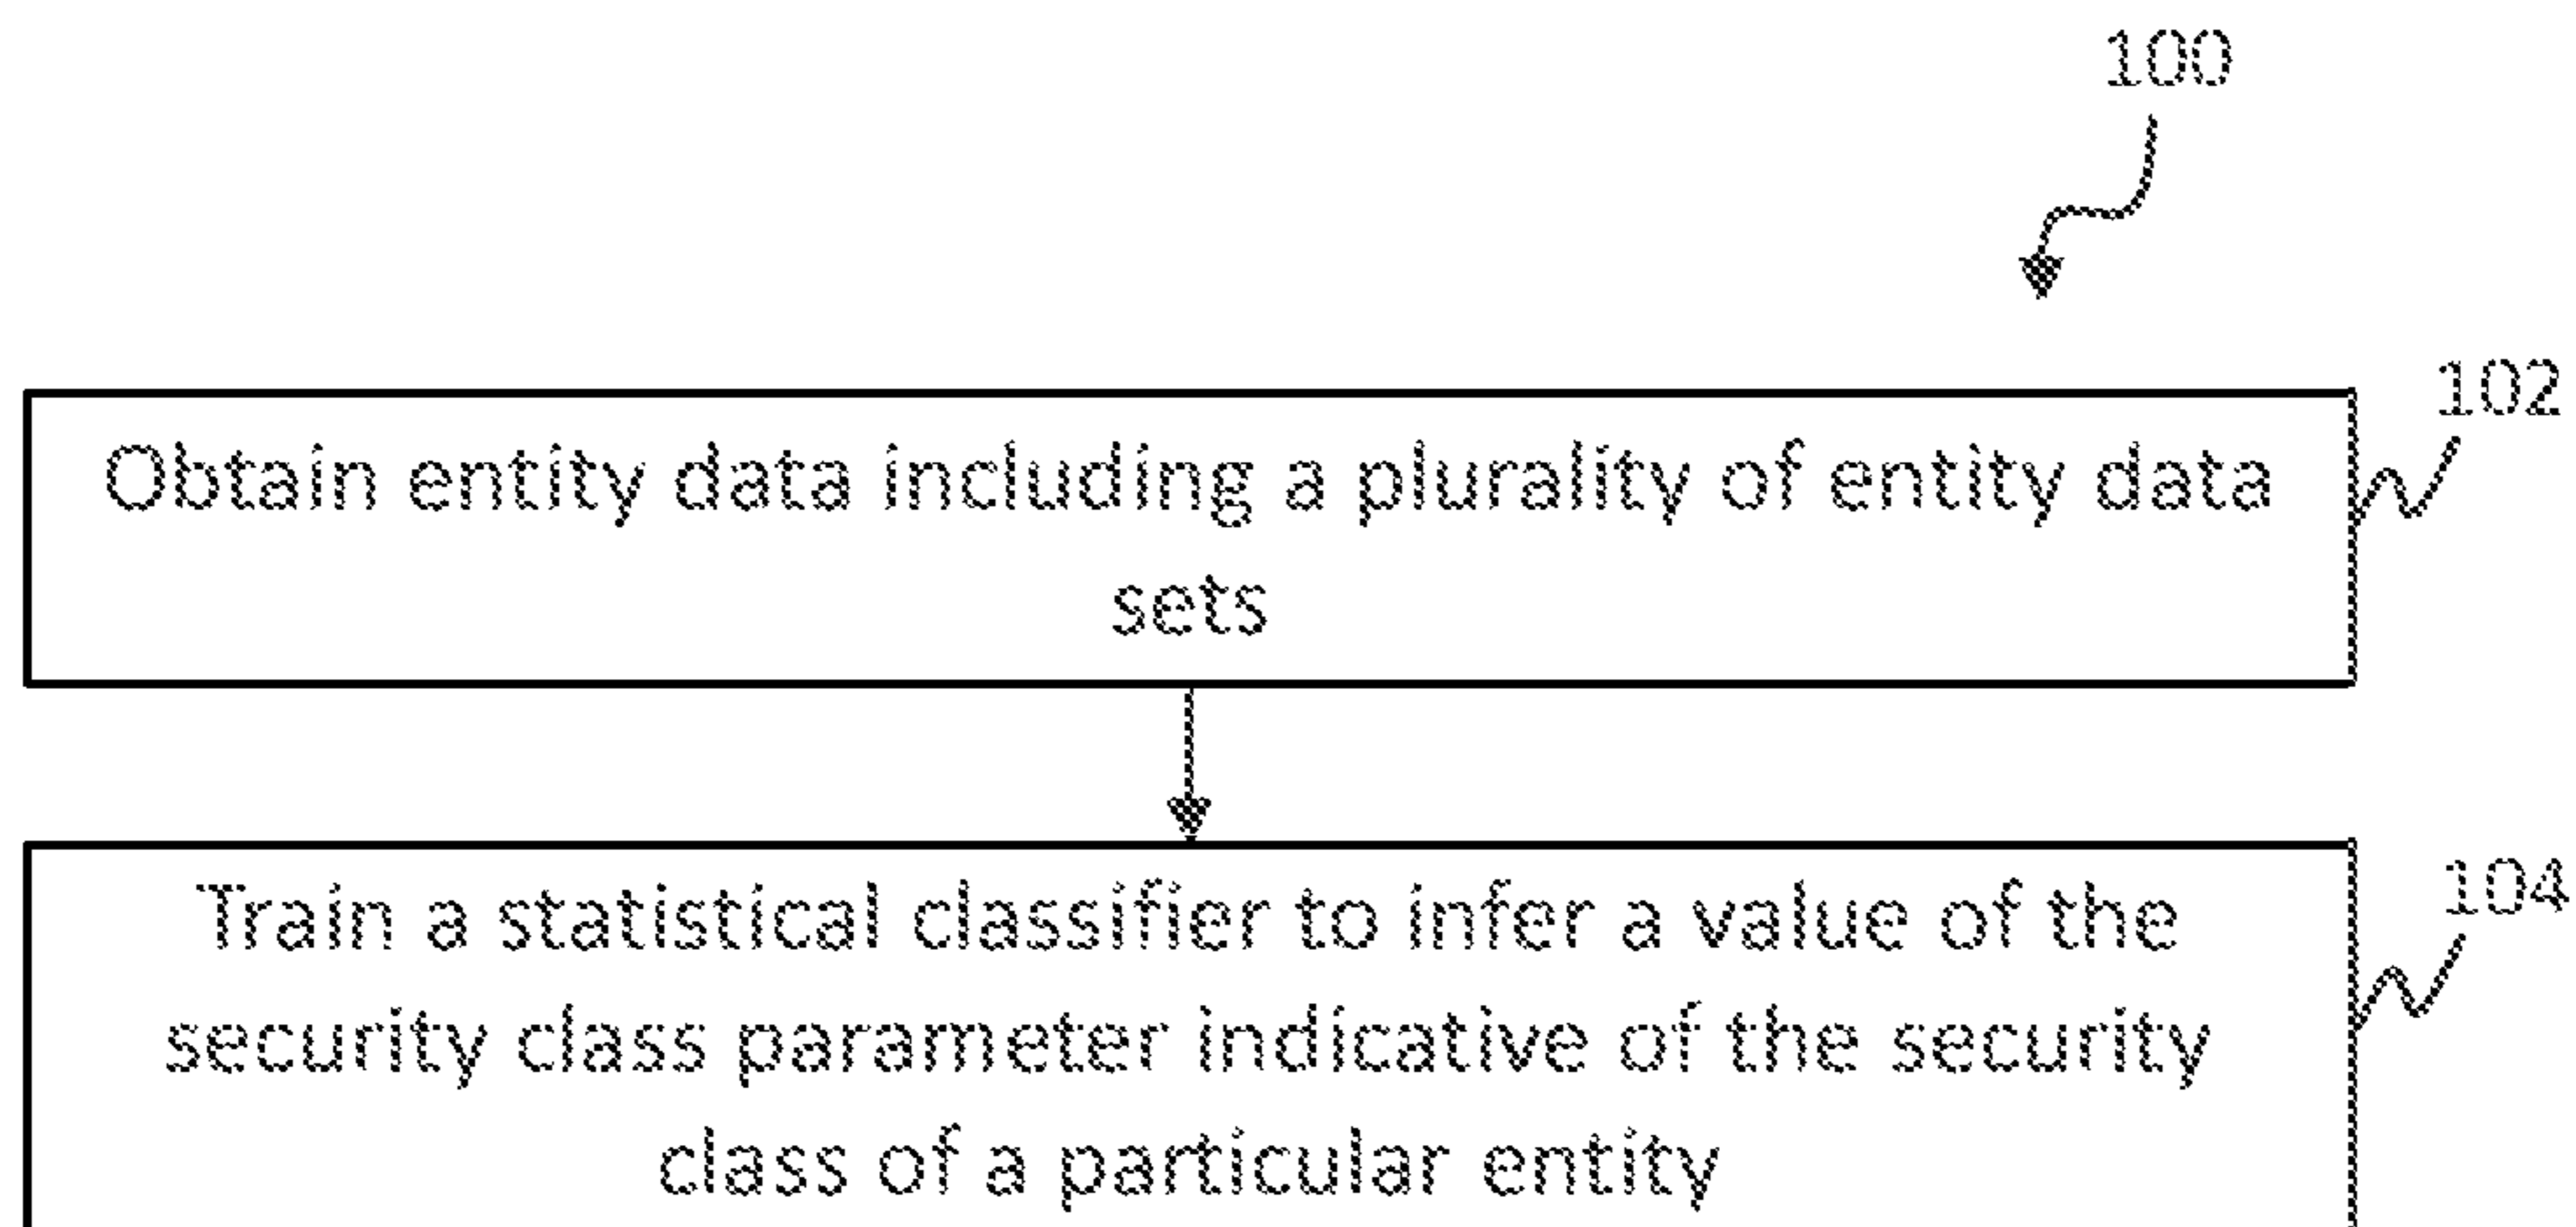 100
102
Obtain entity data including a plurality of entity data
sets
104
Train a statistical classifier to infer a value of the
security class parameter indicative of the security
class of a particular entity